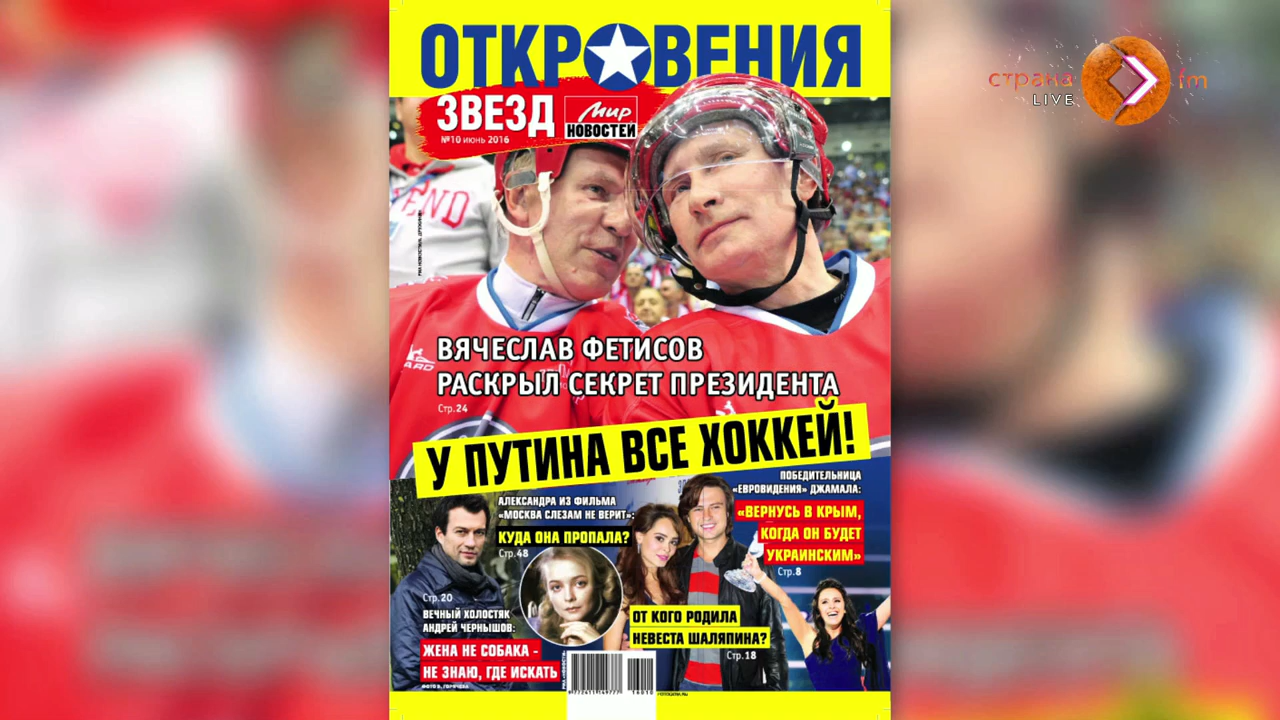 ОТКРОВЕНИЯ
ЗВЕЗД
Мир
НОВОСТЕЙ
№10 июнь 2016
страна fm
LIVE
ВЯЧЕСЛАВ ФЕТИСОВ
РАСКРЫЛ СЕКРЕТ ПРЕЗИДЕНТА
Стр.24
У ПУТИНА ВСЕ ХОККЕЙ!
АЛЕКСАНДРА ИЗ ФИЛЬМА
«МОСКВА СЛЕЗАМ НЕ ВЕРИТ»:
КУДА ОНА ПРОПАЛА?
Стр.48
ПОБЕДИТЕЛЬНИЦА
«ЕВРОВИДЕНИЯ» ДЖАМАЛА:
«ВЕРНУСЬ В КРЫМ,
КОГДА ОН БУДЕТ
УКРАИНСКИМ»
Стр.8
Стр.20
ВЕЧНЫЙ ХОЛОСТЯК
АНДРЕЙ ЧЕРНЫШОВ:
ЖЕНА НЕ СОБАКА -
НЕ ЗНАЮ, ГДЕ ИСКАТЬ
ОТ КОГО РОДИЛА
НЕВЕСТА ШАЛЯПИНА?
Стр.18